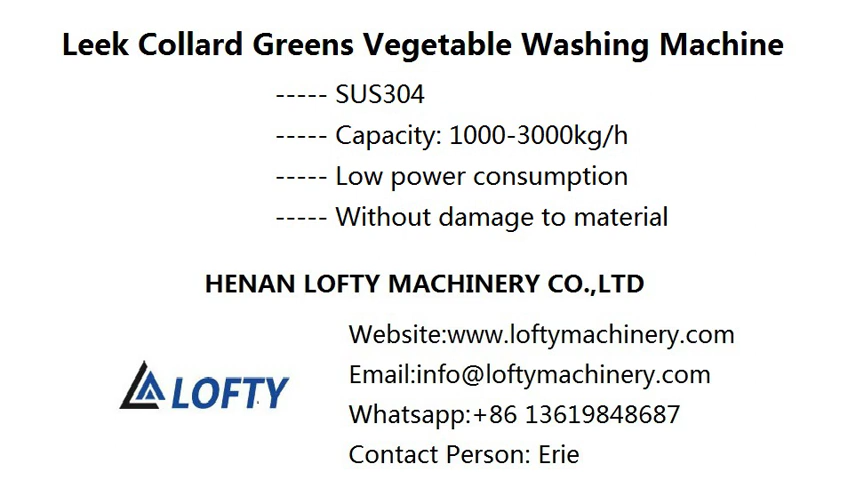 Leek Collard Greens Vegetable Washing Machine
----- SUS304
----- Capacity: 1000-3000kg/h
----- Low power consumption
----- Without damage to material
HENAN LOFTY MACHINERY CO.,LTD
LOFTY
Website:www.loftymachinery.com
Email:info@loftymachinery.com
Whatsapp:+86 13619848687
Contact Person: Erie